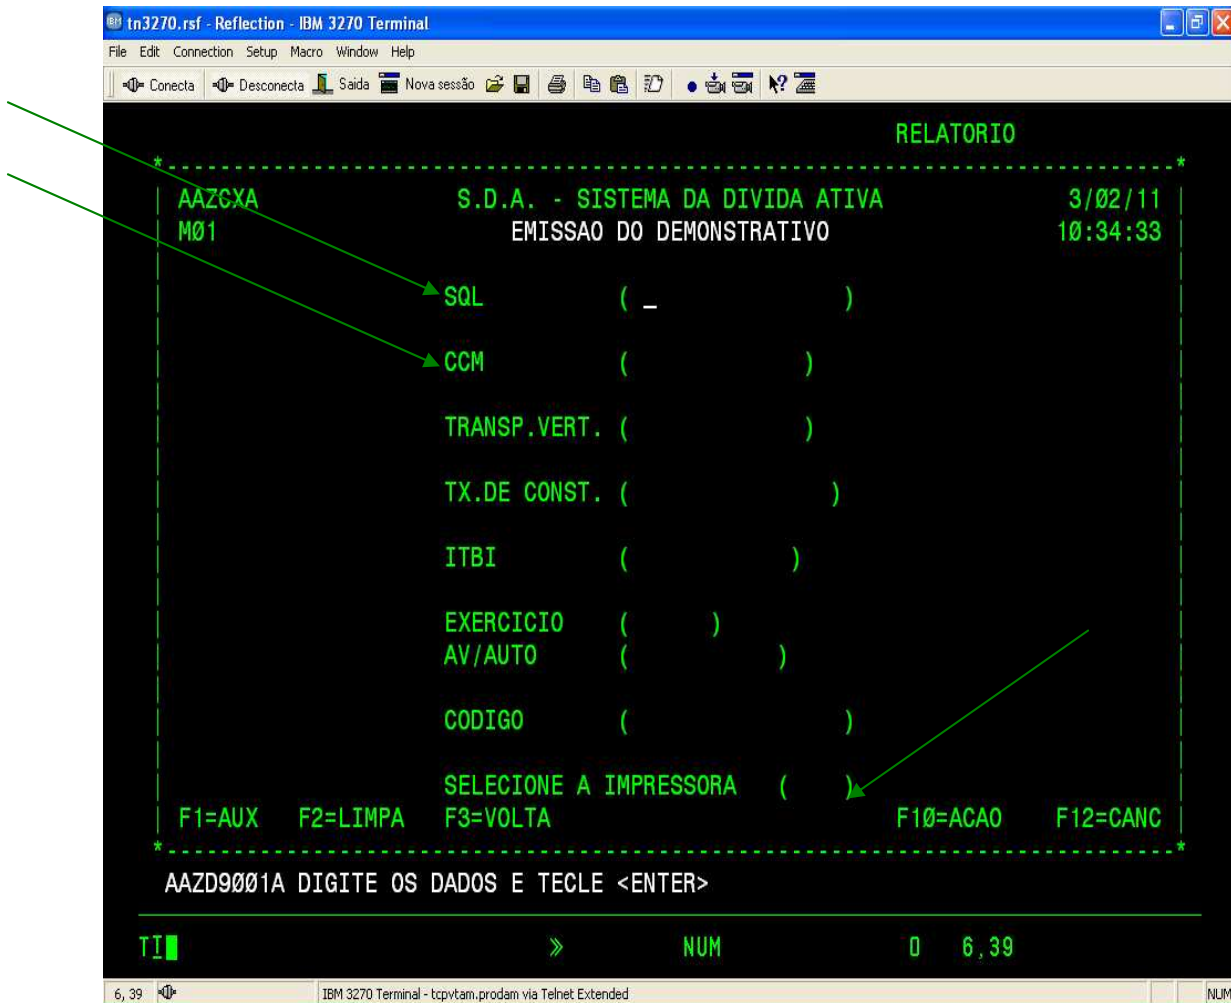 tn3270.rsf - Reflection - IBM 3270 Terminal
File Edit Connection Setup Macro Window Help
Conecta Desconecta Saida Nova sessão
RELATORIO
AAZCXA S.D.A. - SISTEMA DA DIVIDA ATIVA 3/02/11
M01 EMISSAO DO DEMONSTRATIVO 10:34:33
SQL ( _ )
CCM ( )
TRANSP.VERT. ( )
TX.DE CONST. ( )
ITBI ( )
EXERCICIO ( )
AV/AUTO ( )
CODIGO ( )
SELECIONE A IMPRESSORA ( )
F1=AUX F2=LIMPA F3=VOLTA F10=ACAO F12=CANC
AAZD9001A DIGITE OS DADOS E TECLE <ENTER>
TI » NUM O 6,39
6, 39 IBM 3270 Terminal - tcpvtam.prodam via Telnet Extended NUM